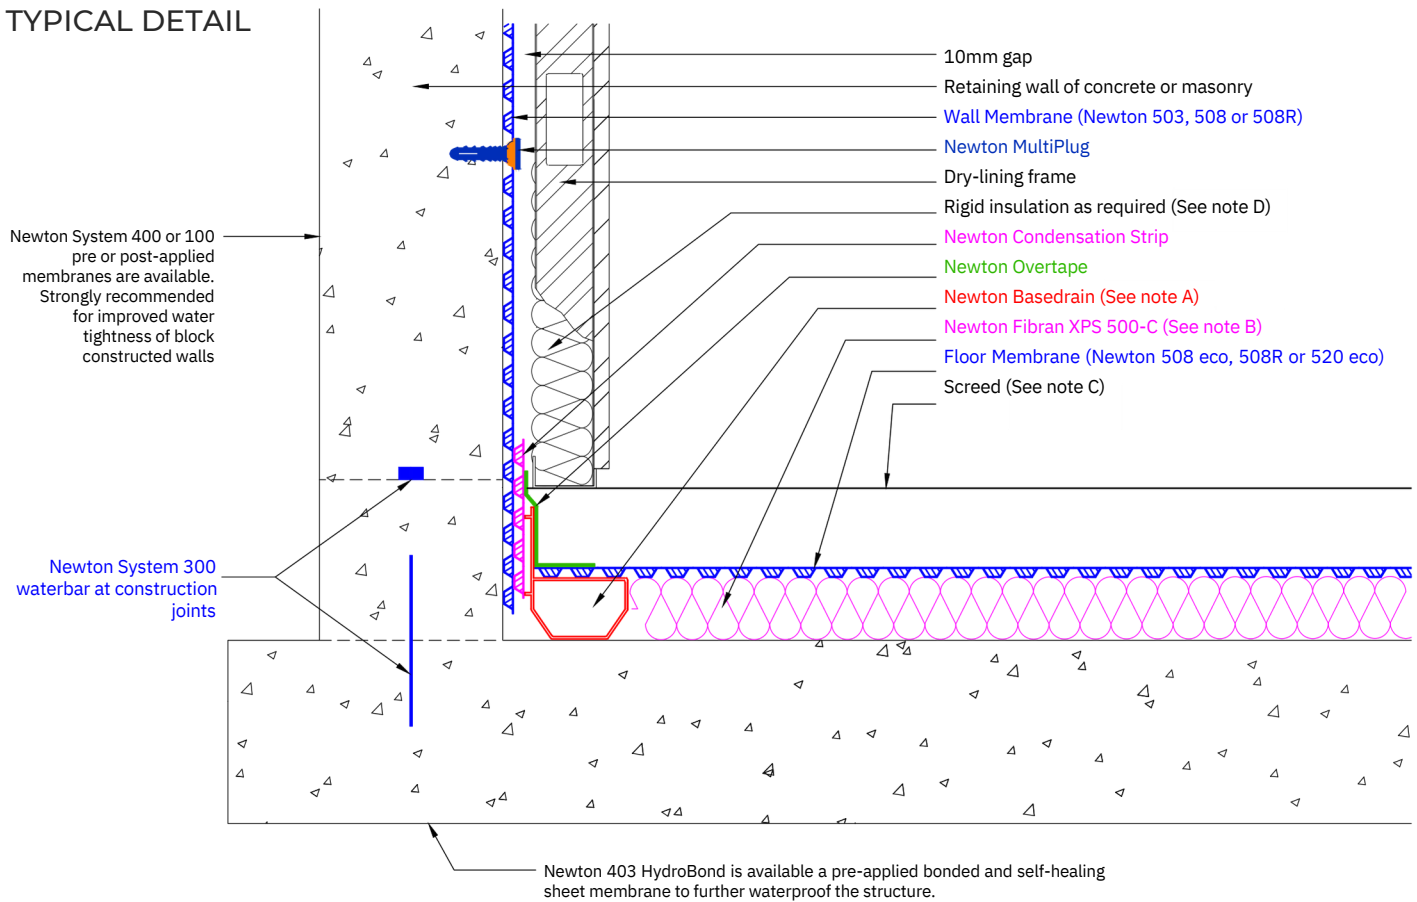 TYPICAL DETAIL
10mm gap
Retaining wall of concrete or masonry
Wall Membrane (Newton 503, 508 or 508R)
Newton MultiPlug
Dry-lining frame
Rigid insulation as required (See note D)
Newton Condensation Strip
Newton Overtape
Newton Basedrain (See note A)
Newton Fibran XPS 500-C (See note B)
Floor Membrane (Newton 508 eco, 508R or 520 eco)
Screed (See note C)
Newton System 400 or 100
pre or post-applied
membranes are available.
Strongly recommended
for improved water
tightness of block
constructed walls
Newton System 300
waterbar at construction
joints
Newton 403 HydroBond is available a pre-applied bonded and self-healing
sheet membrane to further waterproof the structure.